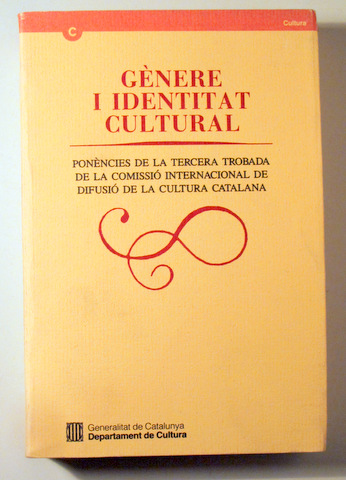 C
Cultura
GÈNERE
I IDENTITAT
CULTURAL
PONÈNCIES DE LA TERCERA TROBADA
DE LA COMISSIÓ INTERNACIONAL DE
DIFUSIÓ DE LA CULTURA CATALANA
Generalitat de Catalunya
Departament de Cultura